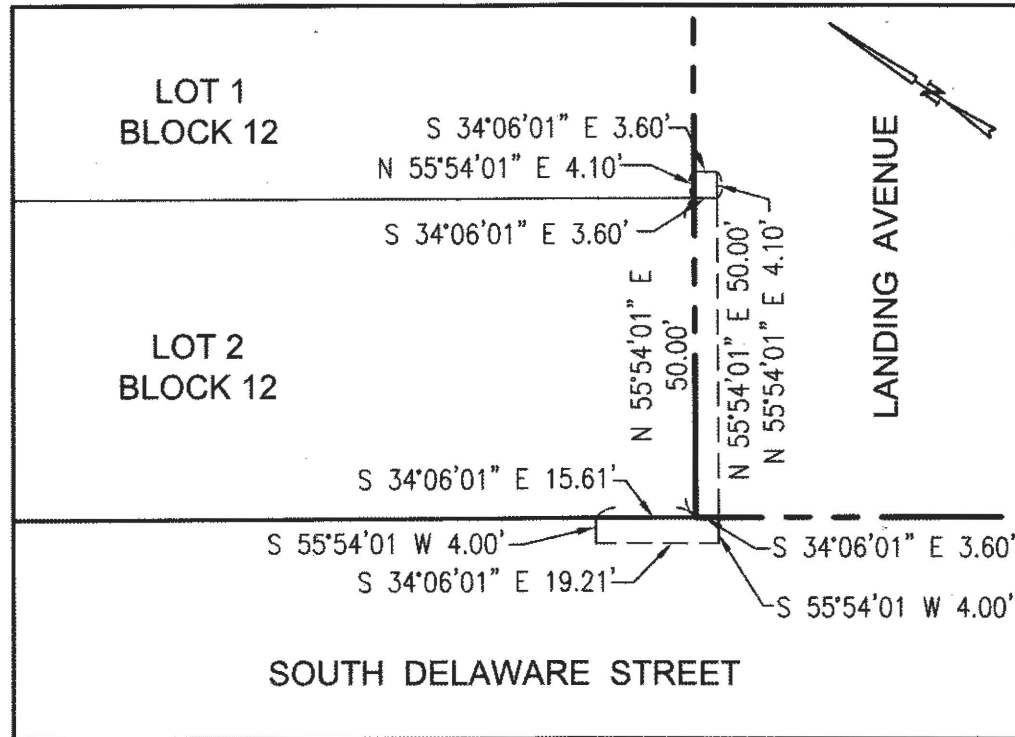 LOT 1
BLOCK 12
N
S 34°06'01" E 3.60'
N 55°54'01" E 4.10'
S 34°06'01" E 3.60'
LANDING AVENUE
N 55°54'01" E
50.00'
N 55°54'01" E 50.00'
N 55°54'01" E 4.10'
LOT 2
BLOCK 12
S 34°06'01" E 15.61'
S 55°54'01 W 4.00'
S 34°06'01" E 3.60'
S 34°06'01" E 19.21'
S 55°54'01 W 4.00'
SOUTH DELAWARE STREET